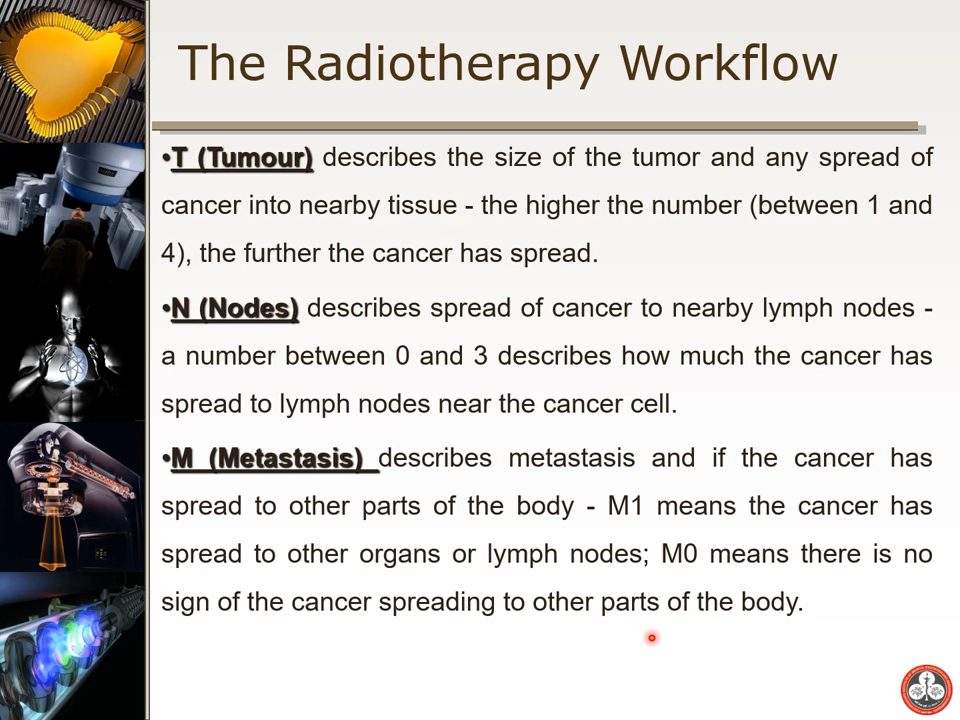 The Radiotherapy Workflow
•T (Tumour) describes the size of the tumor and any spread of
cancer into nearby tissue - the higher the number (between 1 and
4), the further the cancer has spread.
•N (Nodes) describes spread of cancer to nearby lymph nodes -
a number between 0 and 3 describes how much the cancer has
spread to lymph nodes near the cancer cell.
•M (Metastasis) describes metastasis and if the cancer has
spread to other parts of the body - M1 means the cancer has
spread to other organs or lymph nodes; M0 means there is no
sign of the cancer spreading to other parts of the body.